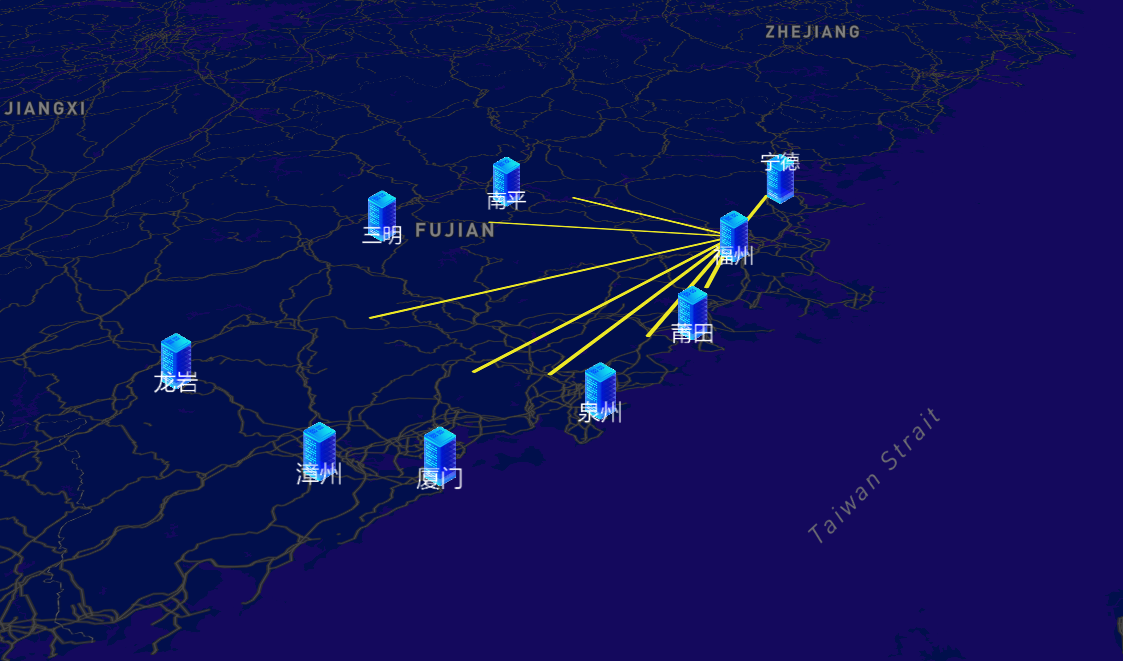 ZHEJIANG
JIANGXI
宁德
南平
三明
FUJIAN
福州
莆田
龙岩
泉州
漳州
厦门
Taiwan Strait